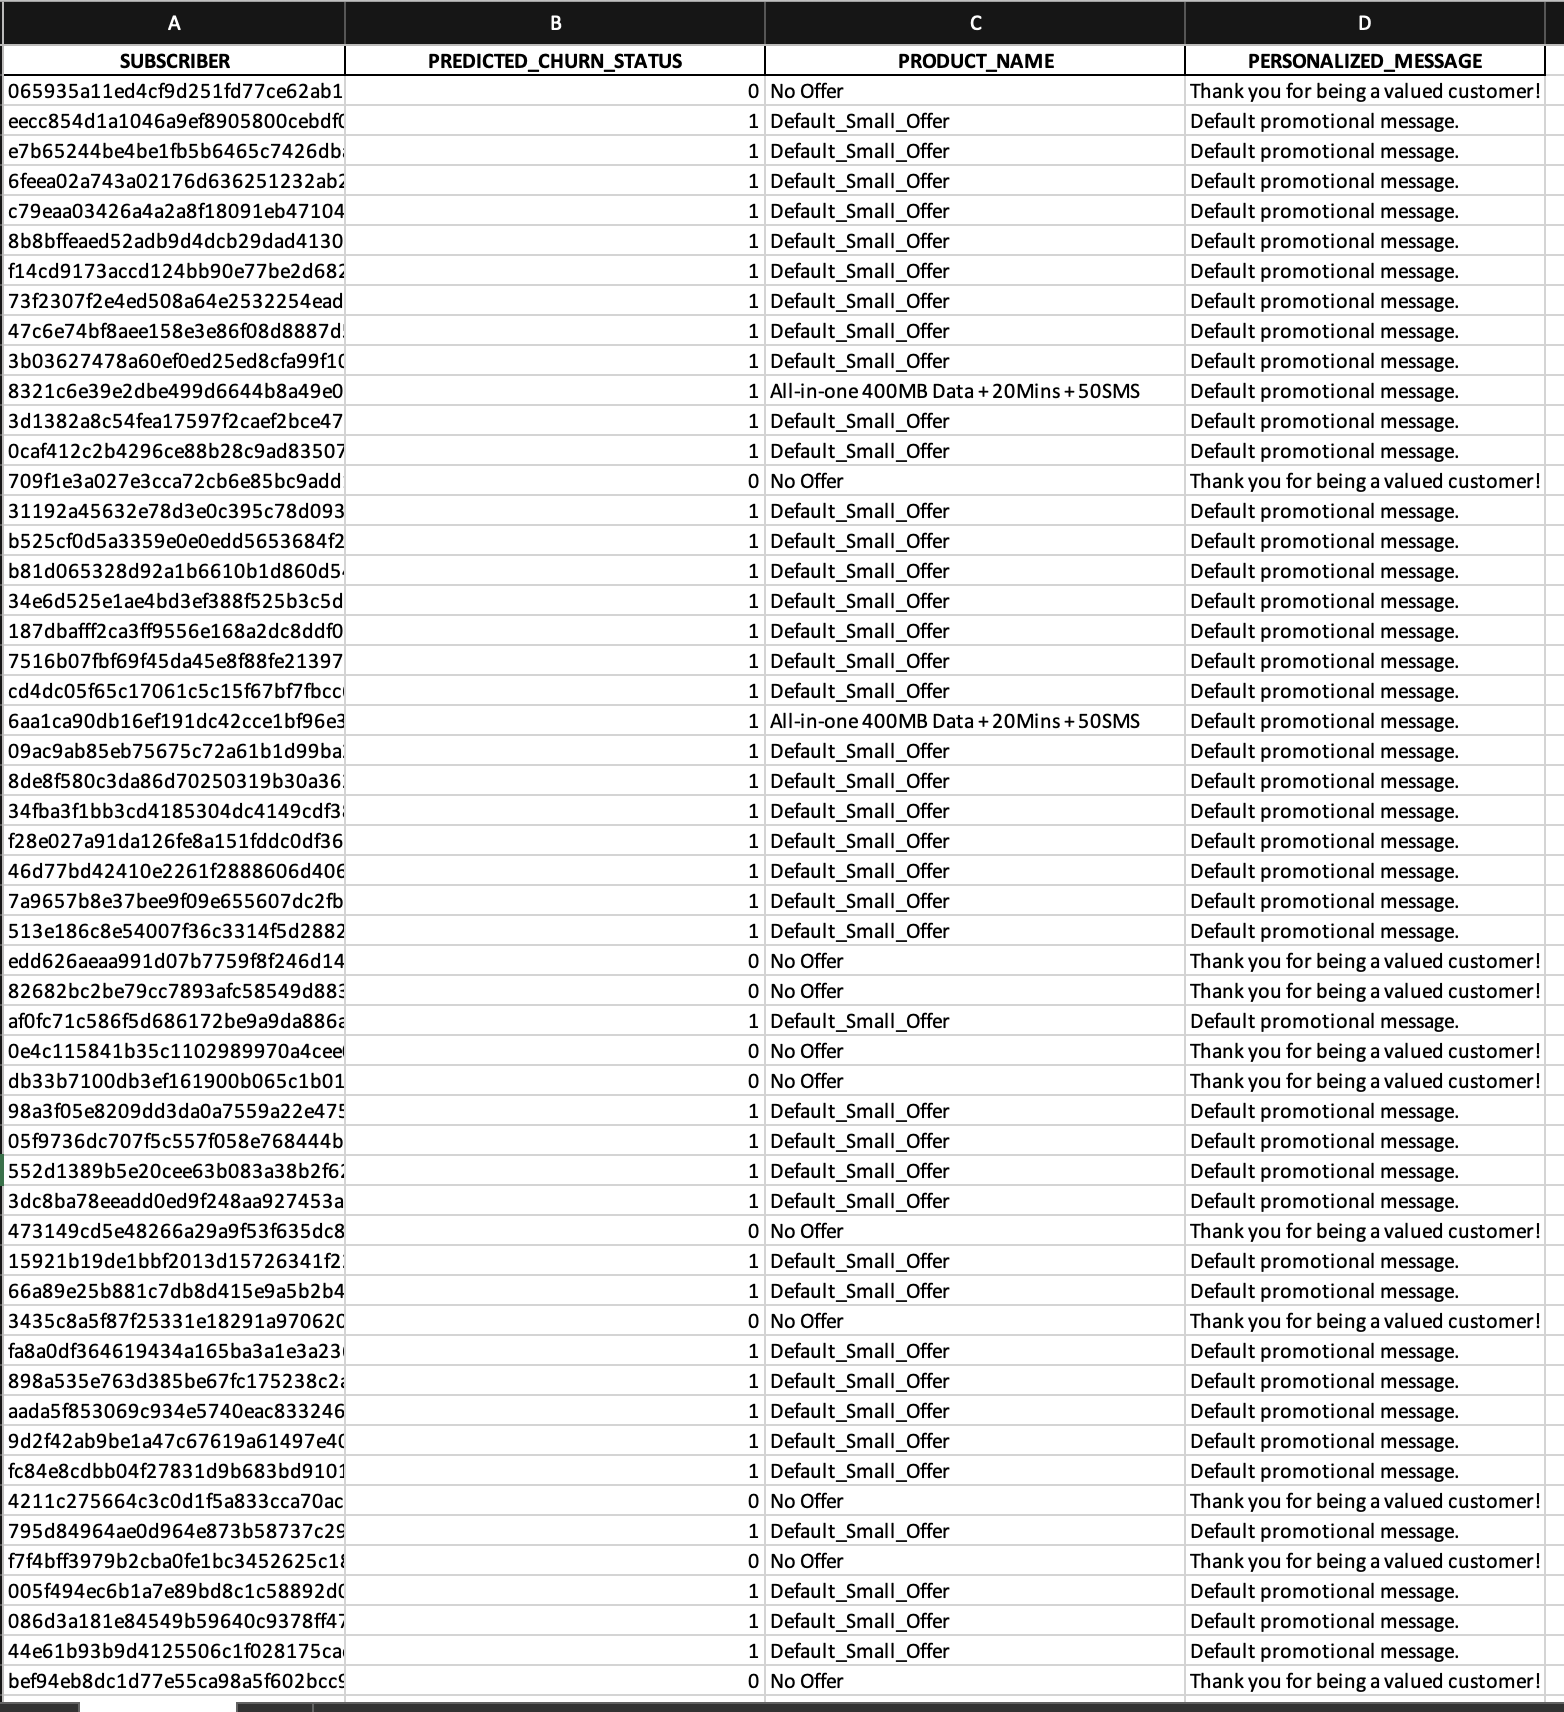 A B C D
SUBSCRIBER PREDICTED_CHURN_STATUS PRODUCT_NAME PERSONALIZED_MESSAGE
065935a11ed4cf9d251fd77ce62ab1 0 No Offer Thank you for being a valued customer!
eecc854d1a1046a9ef8905800cebdf0 1 Default_Small_Offer Default promotional message.
e7b65244be4be1fb5b6465c7426db 1 Default_Small_Offer Default promotional message.
6feea02a743a02176d636251232ab2 1 Default_Small_Offer Default promotional message.
c79eaa03426a4a2a8f18091eb47104 1 Default_Small_Offer Default promotional message.
8b8bffeaed52adb9d4dcb29dad4130 1 Default_Small_Offer Default promotional message.
f14cd9173accd124bb90e77be2d682 1 Default_Small_Offer Default promotional message.
73f2307f2e4ed508a64e2532254ead 1 Default_Small_Offer Default promotional message.
47c6e74bf8aee158e3e86f08d8887d 1 Default_Small_Offer Default promotional message.
3b03627478a60ef0ed25ed8cfa99f10 1 Default_Small_Offer Default promotional message.
8321c6e39e2dbe499d6644b8a49e0 1 All-in-one 400MB Data + 20Mins + 50SMS Default promotional message.
3d1382a8c54fea17597f2caef2bce47 1 Default_Small_Offer Default promotional message.
0caf412c2b4296ce88b28c9ad83507 1 Default_Small_Offer Default promotional message.
709f1e3a027e3cca72cb6e85bc9add 0 No Offer Thank you for being a valued customer!
31192a45632e78d3e0c395c78d093 1 Default_Small_Offer Default promotional message.
b525cf0d5a3359e0e0edd5653684f2 1 Default_Small_Offer Default promotional message.
b81d065328d92a1b6610b1d860d5 1 Default_Small_Offer Default promotional message.
34e6d525e1ae4bd3ef388f525b3c5d 1 Default_Small_Offer Default promotional message.
187dbafff2ca3ff9556e168a2dc8ddf0 1 Default_Small_Offer Default promotional message.
7516b07fbf69f45da45e8f88fe21397 1 Default_Small_Offer Default promotional message.
cd4dc05f65c17061c5c15f67bf7fbcc 1 Default_Small_Offer Default promotional message.
6aa1ca90db16ef191dc42cce1bf96e3 1 All-in-one 400MB Data + 20Mins + 50SMS Default promotional message.
09ac9ab85eb75675c72a61b1d99ba 1 Default_Small_Offer Default promotional message.
8de8f580c3da86d70250319b30a36 1 Default_Small_Offer Default promotional message.
34fba3f1bb3cd4185304dc4149cdf3 1 Default_Small_Offer Default promotional message.
f28e027a91da126fe8a151fddc0df36 1 Default_Small_Offer Default promotional message.
46d77bd42410e2261f2888606d406 1 Default_Small_Offer Default promotional message.
7a9657b8e37bee9f09e655607dc2fb 1 Default_Small_Offer Default promotional message.
513e186c8e54007f36c3314f5d2882 1 Default_Small_Offer Default promotional message.
edd626aeaa991d07b7759f8f246d14 0 No Offer Thank you for being a valued customer!
82682bc2be79cc7893afc58549d883 0 No Offer Thank you for being a valued customer!
af0fc71c586f5d686172be9a9da886a 1 Default_Small_Offer Default promotional message.
0e4c115841b35c1102989970a4cee 0 No Offer Thank you for being a valued customer!
db33b7100db3ef161900b065c1b01 0 No Offer Thank you for being a valued customer!
98a3f05e8209dd3da0a7559a22e475 1 Default_Small_Offer Default promotional message.
05f9736dc707f5c557f058e768444b 1 Default_Small_Offer Default promotional message.
552d1389b5e20cee63b083a38b2f62 1 Default_Small_Offer Default promotional message.
3dc8ba78eeadd0ed9f248aa927453a 1 Default_Small_Offer Default promotional message.
473149cd5e48266a29a9f53f635dc8 0 No Offer Thank you for being a valued customer!
15921b19de1bbf2013d15726341f2 1 Default_Small_Offer Default promotional message.
66a89e25b881c7db8d415e9a5b2b4 1 Default_Small_Offer Default promotional message.
3435c8a5f87f25331e18291a970620 0 No Offer Thank you for being a valued customer!
fa8a0df364619434a165ba3a1e3a23 1 Default_Small_Offer Default promotional message.
898a535e763d385be67fc175238c2a 1 Default_Small_Offer Default promotional message.
aada5f853069c934e5740eac833246 1 Default_Small_Offer Default promotional message.
9d2f42ab9be1a47c67619a61497e40 1 Default_Small_Offer Default promotional message.
fc84e8cdbb04f27831d9b683bd9101 1 Default_Small_Offer Default promotional message.
4211c275664c3c0d1f5a833cca70ac 0 No Offer Thank you for being a valued customer!
795d84964ae0d964e873b58737c29 1 Default_Small_Offer Default promotional message.
f7f4bff3979b2cba0fe1bc3452625c18 0 No Offer Thank you for being a valued customer!
005f494ec6b1a7e89bd8c1c58892d0 1 Default_Small_Offer Default promotional message.
086d3a181e84549b59640c9378ff47 1 Default_Small_Offer Default promotional message.
44e61b93b9d4125506c1f028175ca 1 Default_Small_Offer Default promotional message.
bef94eb8dc1d77e55ca98a5f602bcc9 0 No Offer Thank you for being a valued customer!